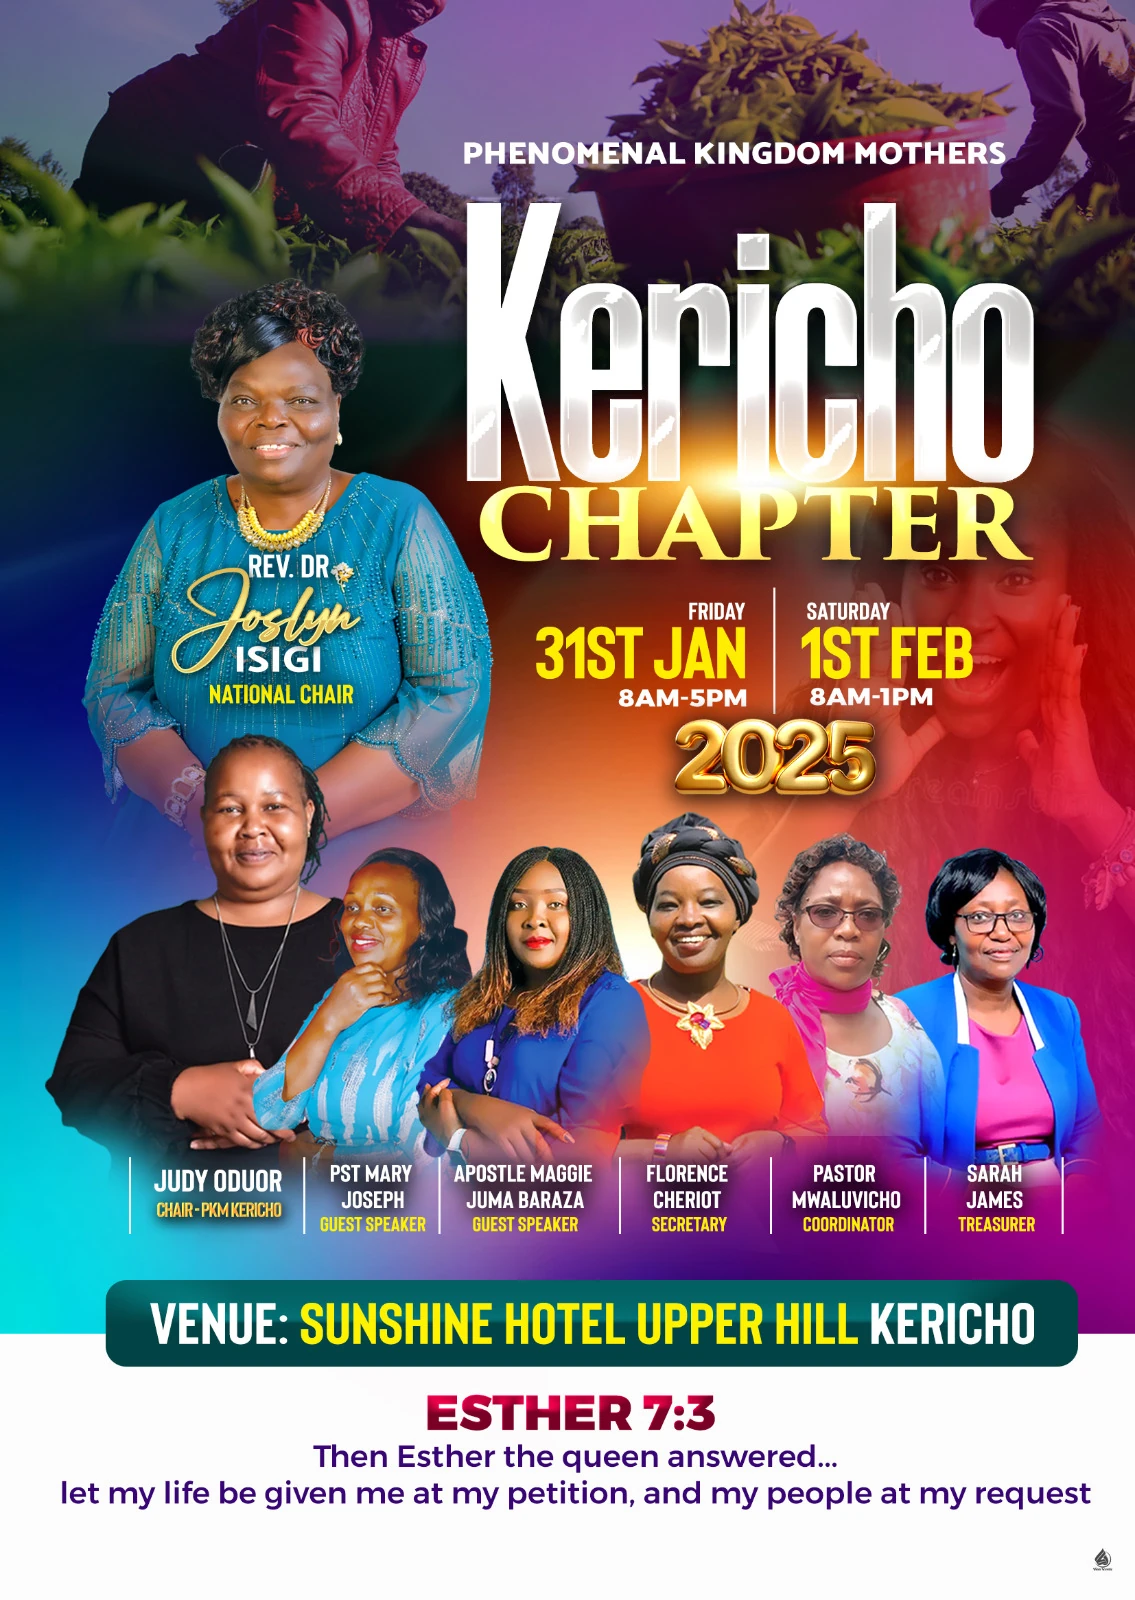 PHENOMENAL KINGDOM MOTHERS
Kericho
CHAPTER
REV. DR
Joslyn
ISIGI
NATIONAL CHAIR
FRIDAY
31ST JAN
8AM-5PM
SATURDAY
1ST FEB
8AM-1PM
2025
JUDY ODUOR
CHAIR - PKM KERICHO
PST MARY
JOSEPH
GUEST SPEAKER
APOSTLE MAGGIE
JUMA BARAZA
GUEST SPEAKER
FLORENCE
CHERIOT
SECRETARY
PASTOR
MWALUVICHO
COORDINATOR
SARAH
JAMES
TREASURER
VENUE: SUNSHINE HOTEL UPPER HILL KERICHO
ESTHER 7:3
Then Esther the queen answered...
let my life be given me at my petition, and my people at my request